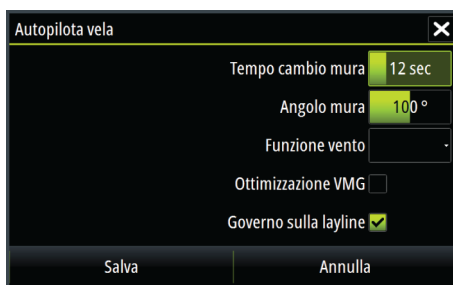 Autopilota vela
Tempo cambio mura 12 sec
Angolo mura 100 °
Funzione vento
Ottimizzazione VMG
Governo sulla layline
Salva Annulla